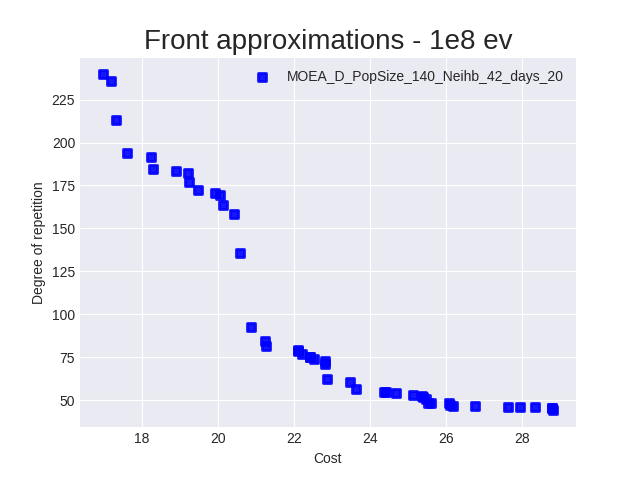 Front approximations - 1e8 ev
MOEA_D_PopSize_140_Neihb_42_days_20
Degree of repetition
225
200
175
150
125
100
75
50
18 20 22 24 26 28
Cost